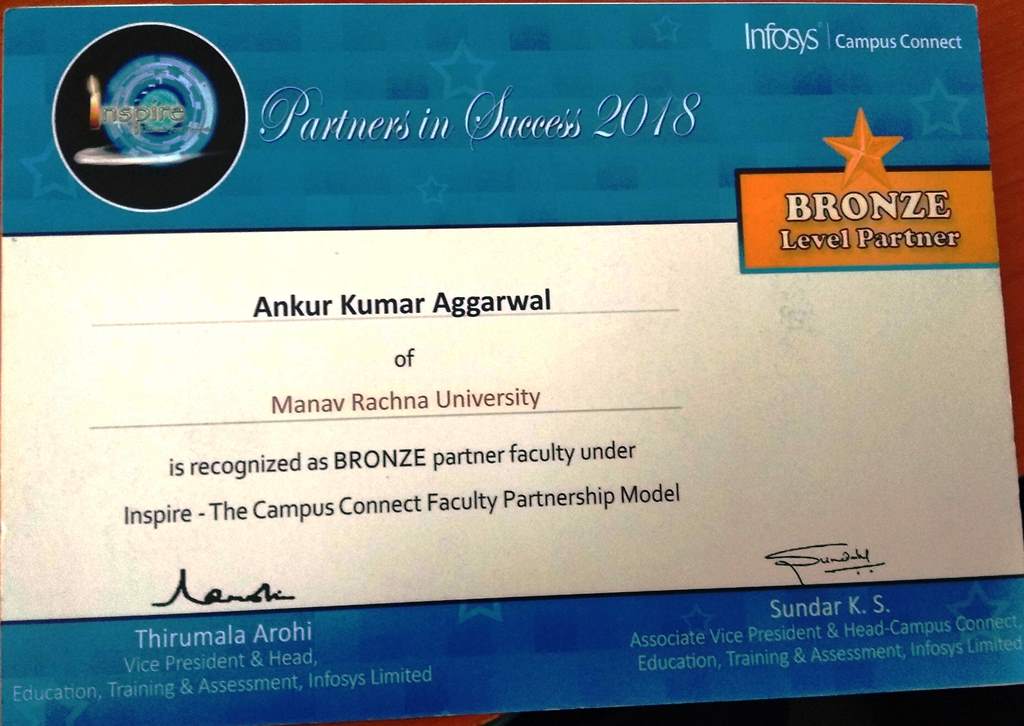 Infosys | Campus Connect
Inspire
Partners in Success 2018
BRONZE
Level Partner
Ankur Kumar Aggarwal
of
Manav Rachna University
is recognized as BRONZE partner faculty under
Inspire - The Campus Connect Faculty Partnership Model
Thirumala Arohi
Vice President & Head,
Education, Training & Assessment, Infosys Limited
Sundar K. S.
Associate Vice President & Head-Campus Connect,
Education, Training & Assessment, Infosys Limited